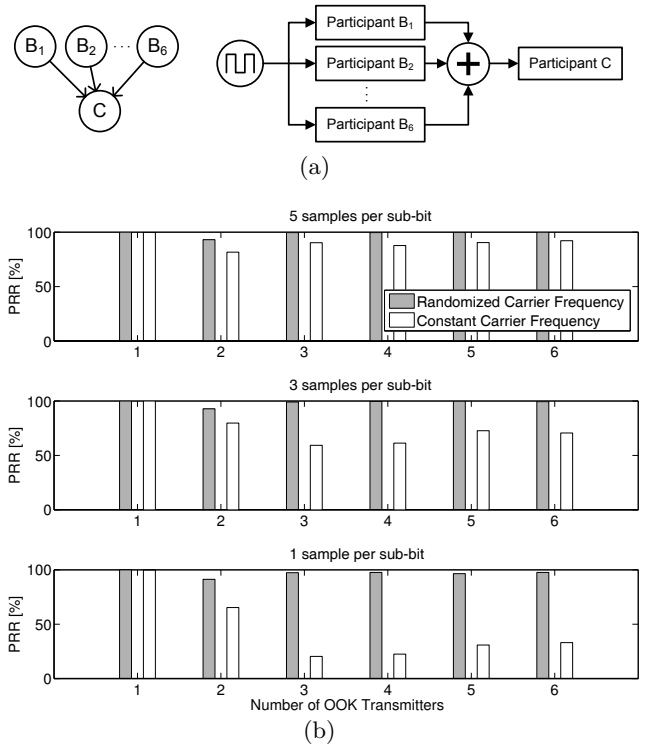 B1 B2 ... B6
C
Participant B1
Participant B2
Participant B6
Participant C
(a)
5 samples per sub-bit
PRR [%]
100
50
0
1 2 3 4 5 6
Randomized Carrier Frequency
Constant Carrier Frequency
3 samples per sub-bit
PRR [%]
100
50
0
1 2 3 4 5 6
1 sample per sub-bit
PRR [%]
100
50
0
1 2 3 4 5 6
Number of OOK Transmitters
(b)